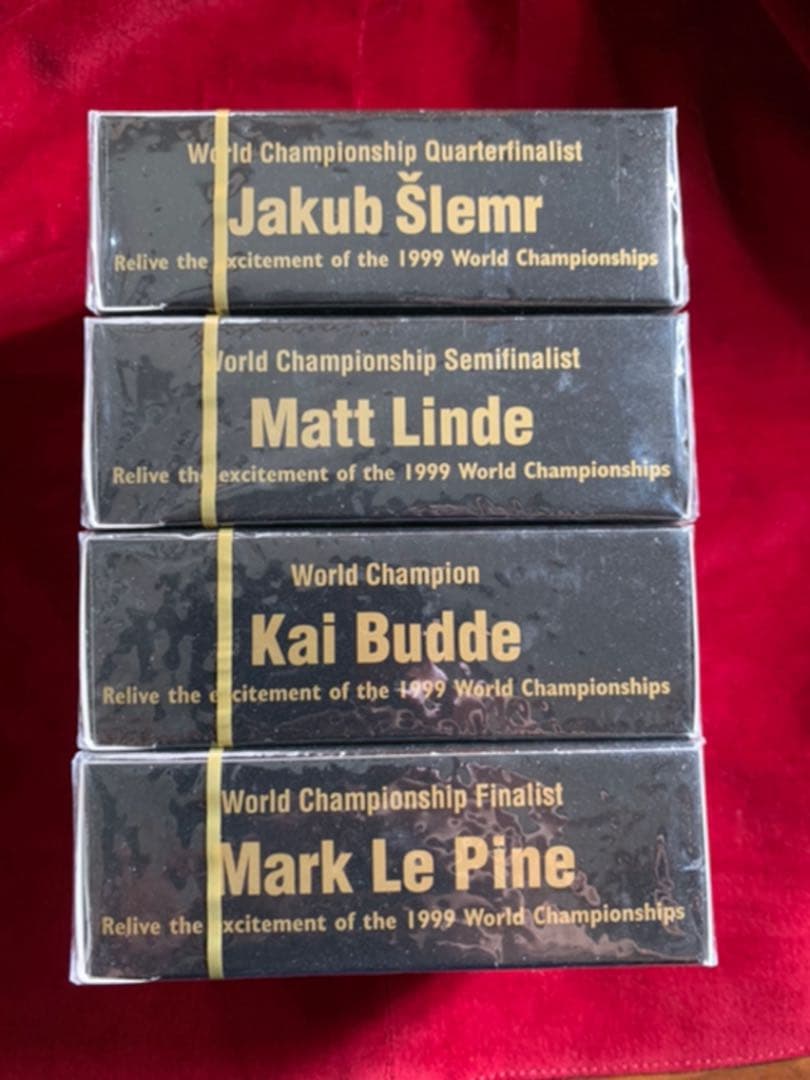 World Championship Quarterfinalist
Jakub Šlemr
Relive the excitement of the 1999 World Championships
World Championship Semifinalist
Matt Linde
Relive the excitement of the 1999 World Championships
World Champion
Kai Budde
Relive the excitement of the 1999 World Championships
World Championship Finalist
Mark Le Pine
Relive the excitement of the 1999 World Championships